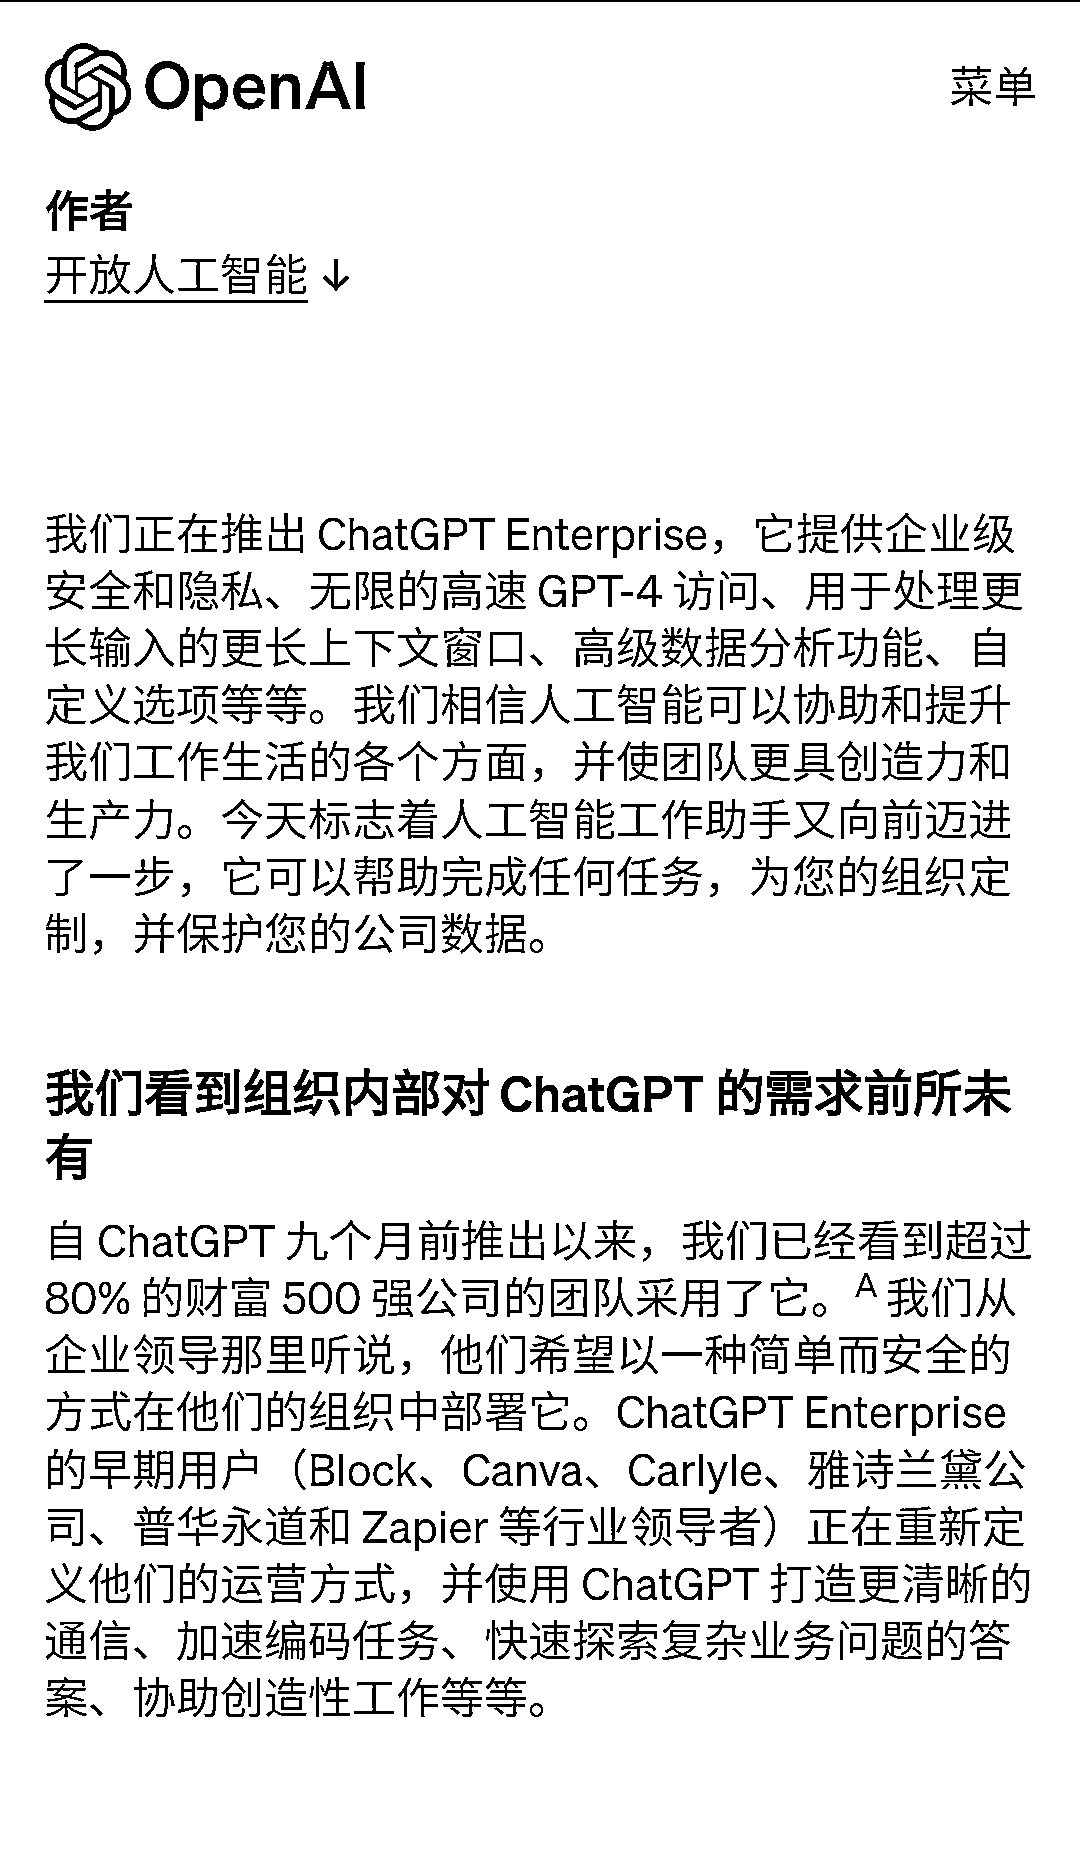 OpenAI
菜单
作者
开放人工智能 ↓
我们正在推出 ChatGPT Enterprise，它提供企业级
安全和隐私、无限的高速 GPT-4 访问、用于处理更
长输入的更长上下文窗口、高级数据分析功能、自
定义选项等等。我们相信人工智能可以协助和提升
我们工作生活的各个方面，并使团队更具创造力和
生产力。今天标志着人工智能工作助手又向前迈进
了一步，它可以帮助完成任何任务，为您的组织定
制，并保护您的公司数据。
我们看到组织内部对 ChatGPT 的需求前所未
有
自 ChatGPT 九个月前推出以来，我们已经看到超过
80% 的财富 500 强公司的团队采用了它。A 我们从
企业领导那里听说，他们希望以一种简单而安全的
方式在他们的组织中部署它。ChatGPT Enterprise
的早期用户（Block、Canva、Carlyle、雅诗兰黛公
司、普华永道和 Zapier 等行业领导者）正在重新定
义他们的运营方式，并使用 ChatGPT 打造更清晰的
通信、加速编码任务、快速探索复杂业务问题的答
案、协助创造性工作等等。